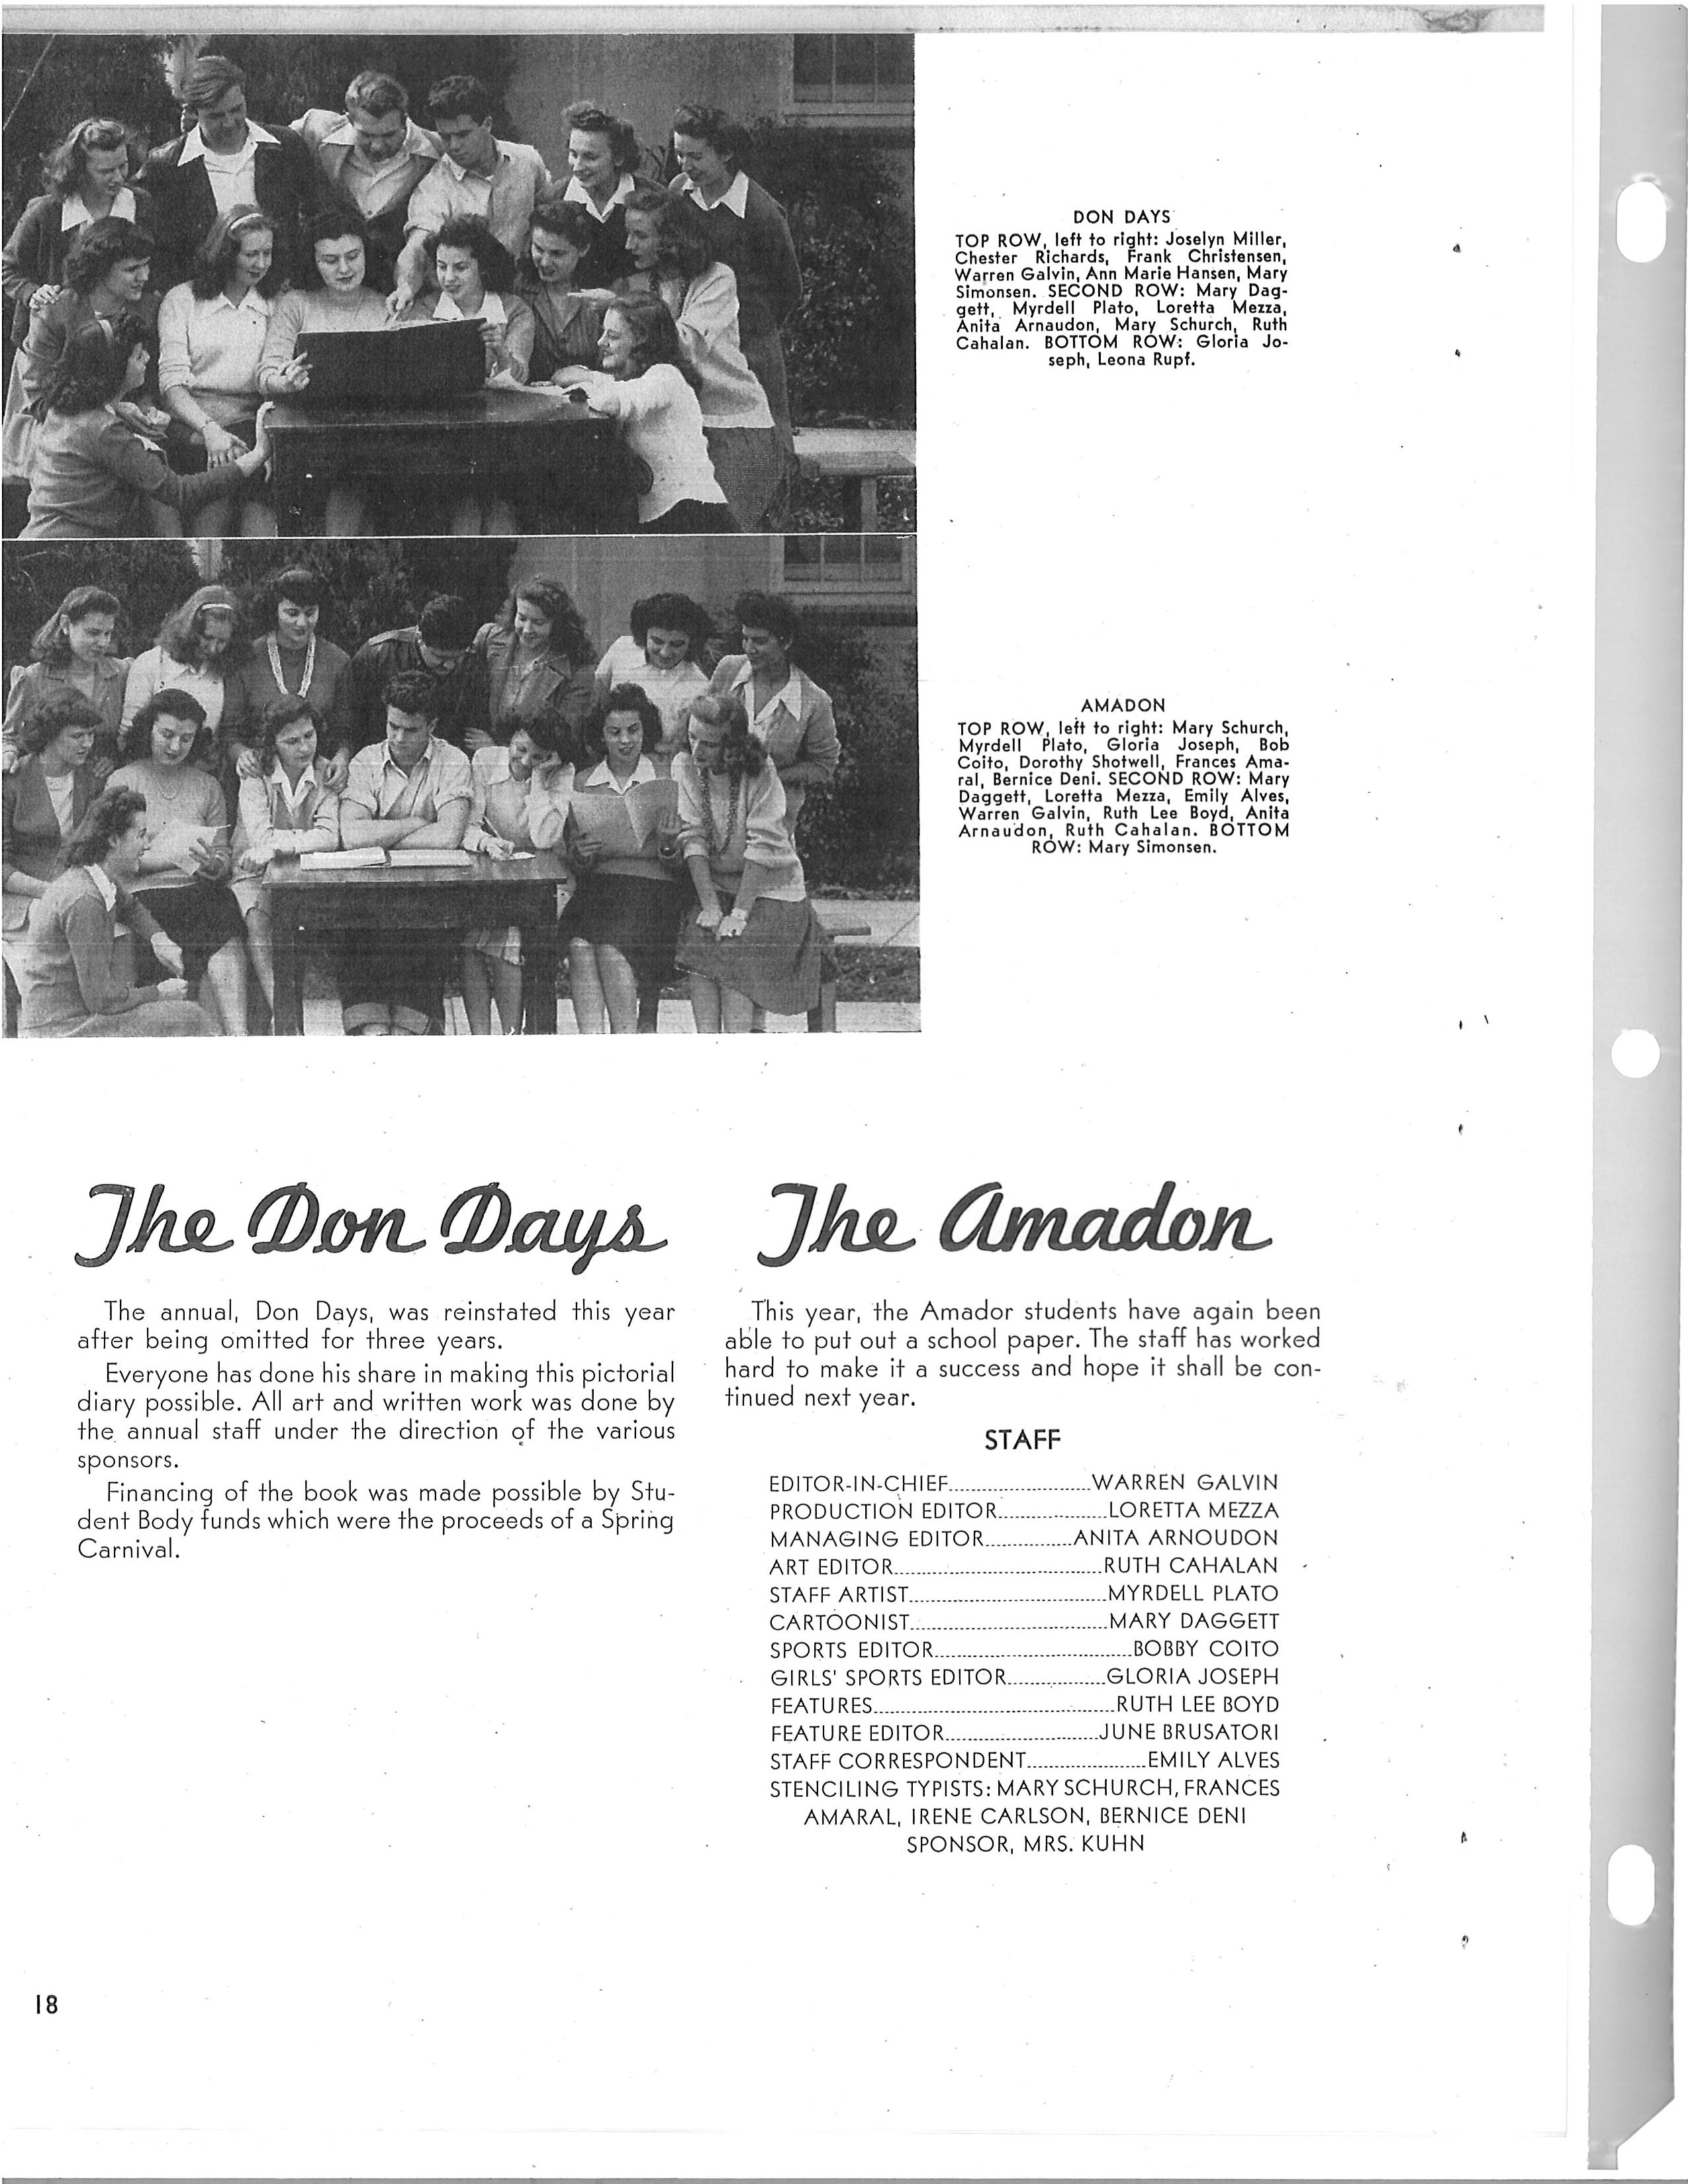 DON DAYS
TOP ROW, left to right: Joselyn Miller,
Chester Richards, Frank Christensen,
Warren Galvin, Ann Marie Hansen, Mary
Simonsen. SECOND ROW: Mary Dag-
gett, Myrdell Plato, Loretta Mezza,
Anita Arnaudon, Mary Schurch, Ruth
Cahalan. BOTTOM ROW: Gloria Jo-
seph, Leona Rupf.
AMADON
TOP ROW, left to right: Mary Schurch,
Myrdell Plato, Gloria Joseph, Bob
Coito, Dorothy Shotwell, Frances Ama-
ral, Bernice Deni. SECOND ROW: Mary
Daggett, Loretta Mezza, Emily Alves,
Warren Galvin, Ruth Lee Boyd, Anita
Arnaudon, Ruth Cahalan. BOTTOM
ROW: Mary Simonsen.
The Don Days
The annual, Don Days, was reinstated this year
after being omitted for three years.
Everyone has done his share in making this pictorial
diary possible. All art and written work was done by
the annual staff under the direction of the various
sponsors.
Financing of the book was made possible by Stu-
dent Body funds which were the proceeds of a Spring
Carnival.
The Amadon
This year, the Amador students have again been
able to put out a school paper. The staff has worked
hard to make it a success and hope it shall be con-
tinued next year.
STAFF
EDITOR-IN-CHIEF..........................WARREN GALVIN
PRODUCTION EDITOR....................LORETTA MEZZA
MANAGING EDITOR................ANITA ARNOUDON
ART EDITOR......................................RUTH CAHALAN
STAFF ARTIST....................................MYRDELL PLATO
CARTOONIST....................................MARY DAGGETT
SPORTS EDITOR....................................BOBBY COITO
GIRLS' SPORTS EDITOR..................GLORIA JOSEPH
FEATURES............................................RUTH LEE BOYD
FEATURE EDITOR............................JUNE BRUSATORI
STAFF CORRESPONDENT......................EMILY ALVES
STENCILING TYPISTS: MARY SCHURCH, FRANCES
AMARAL, IRENE CARLSON, BERNICE DENI
SPONSOR, MRS. KUHN
18